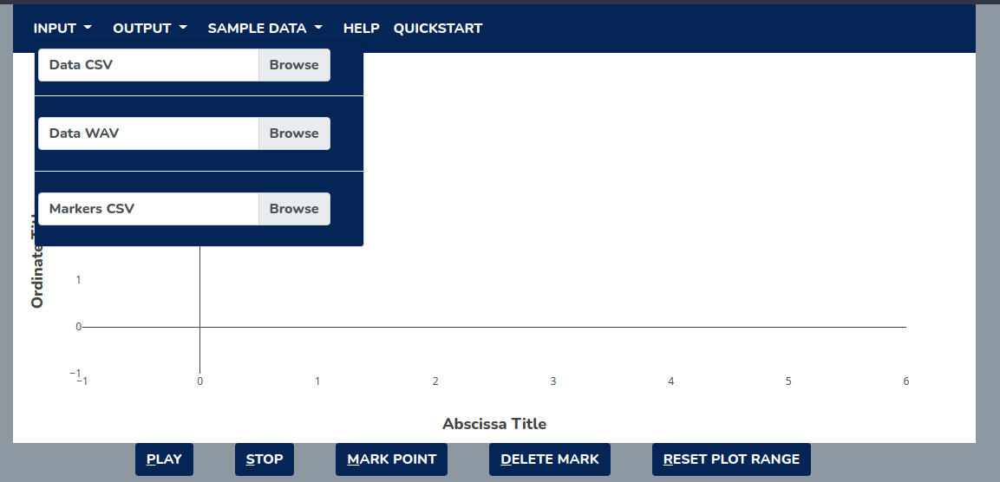 INPUT OUTPUT SAMPLE DATA HELP QUICKSTART
Data CSV Browse
Data WAV Browse
Markers CSV Browse
Ordinate
1
0
−1
−1 0 1 2 3 4 5 6
Abscissa Title
PLAY STOP MARK POINT DELETE MARK RESET PLOT RANGE